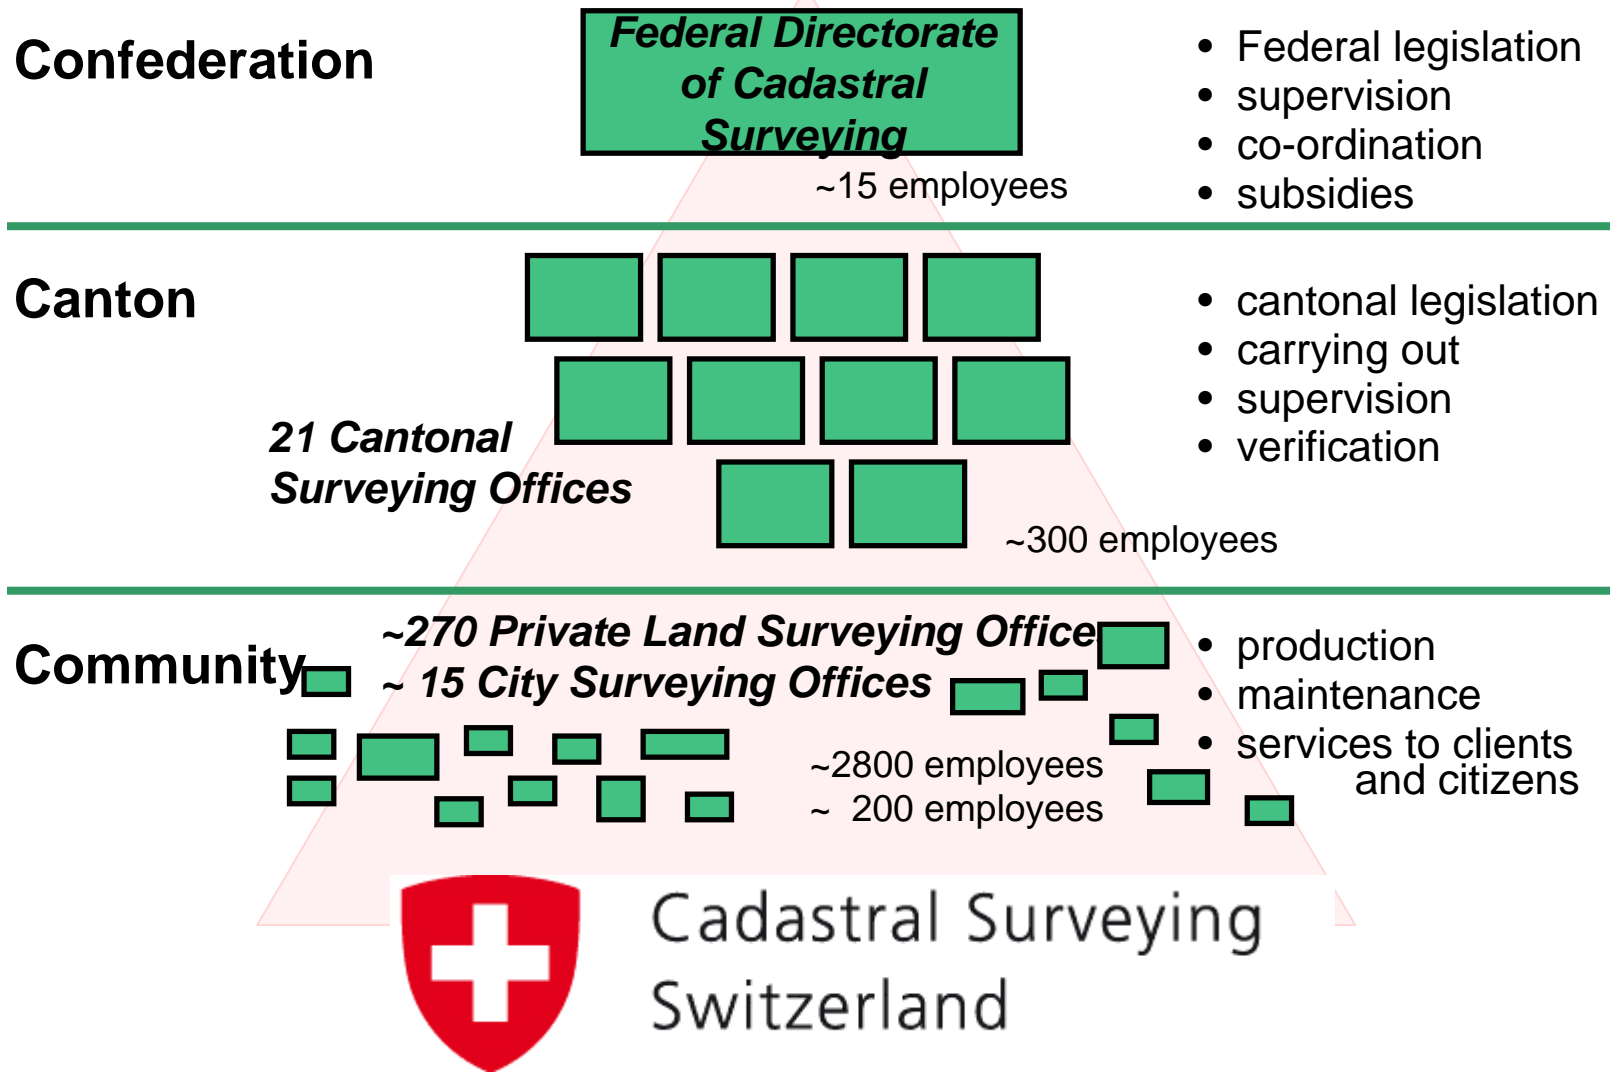 Confederation
Federal Directorate
of Cadastral
Surveying
~15 employees
• Federal legislation
• supervision
• co-ordination
• subsidies
Canton
21 Cantonal
Surveying Offices
~300 employees
• cantonal legislation
• carrying out
• supervision
• verification
Community
~270 Private Land Surveying Office
~ 15 City Surveying Offices
~2800 employees
~ 200 employees
• production
• maintenance
• services to clients
and citizens
Cadastral Surveying
Switzerland